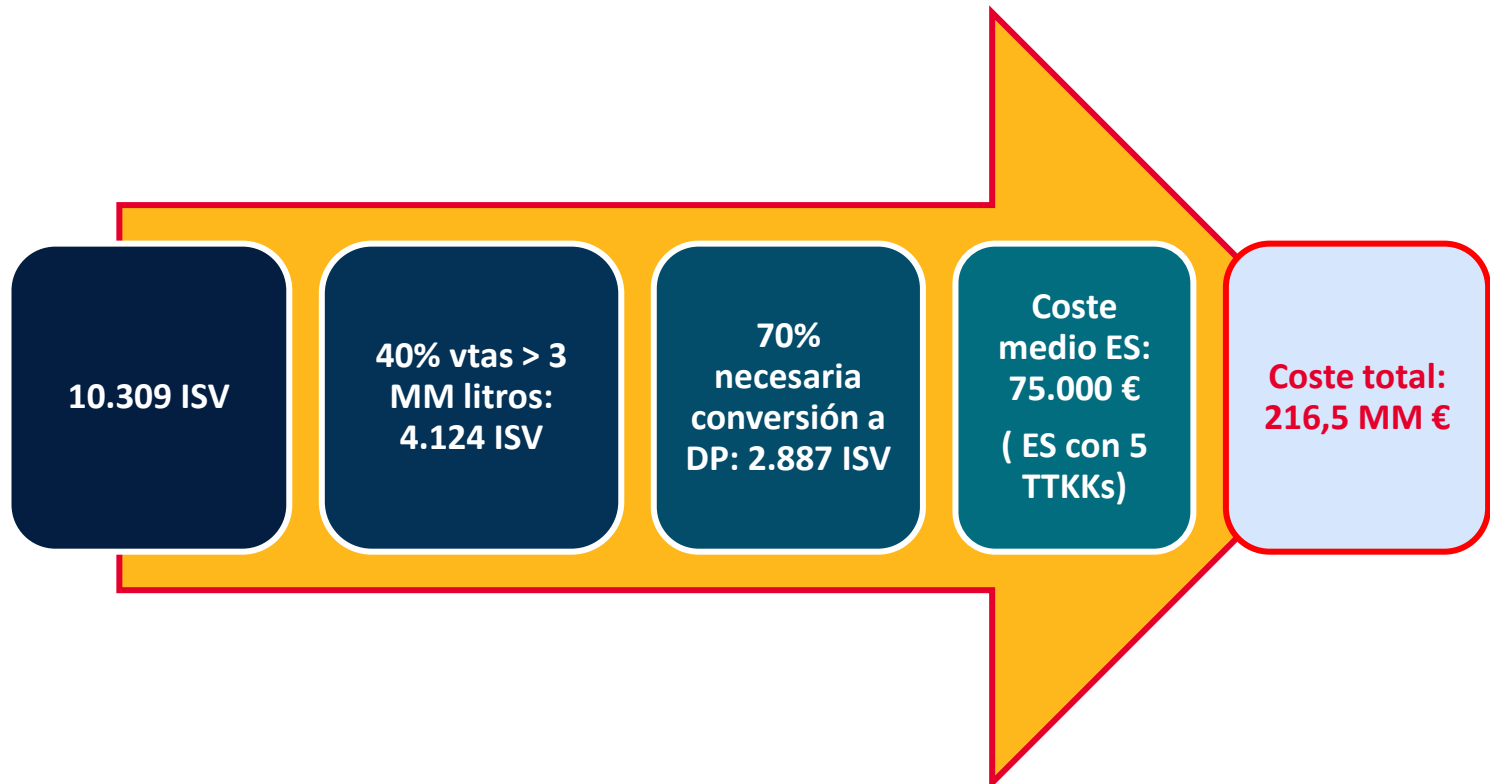 10.309 ISV
40% vtas > 3
MM litros:
4.124 ISV
70%
necesaria
conversión a
DP: 2.887 ISV
Coste
medio ES:
75.000 €
( ES con 5
TTKKs)
Coste total:
216,5 MM €